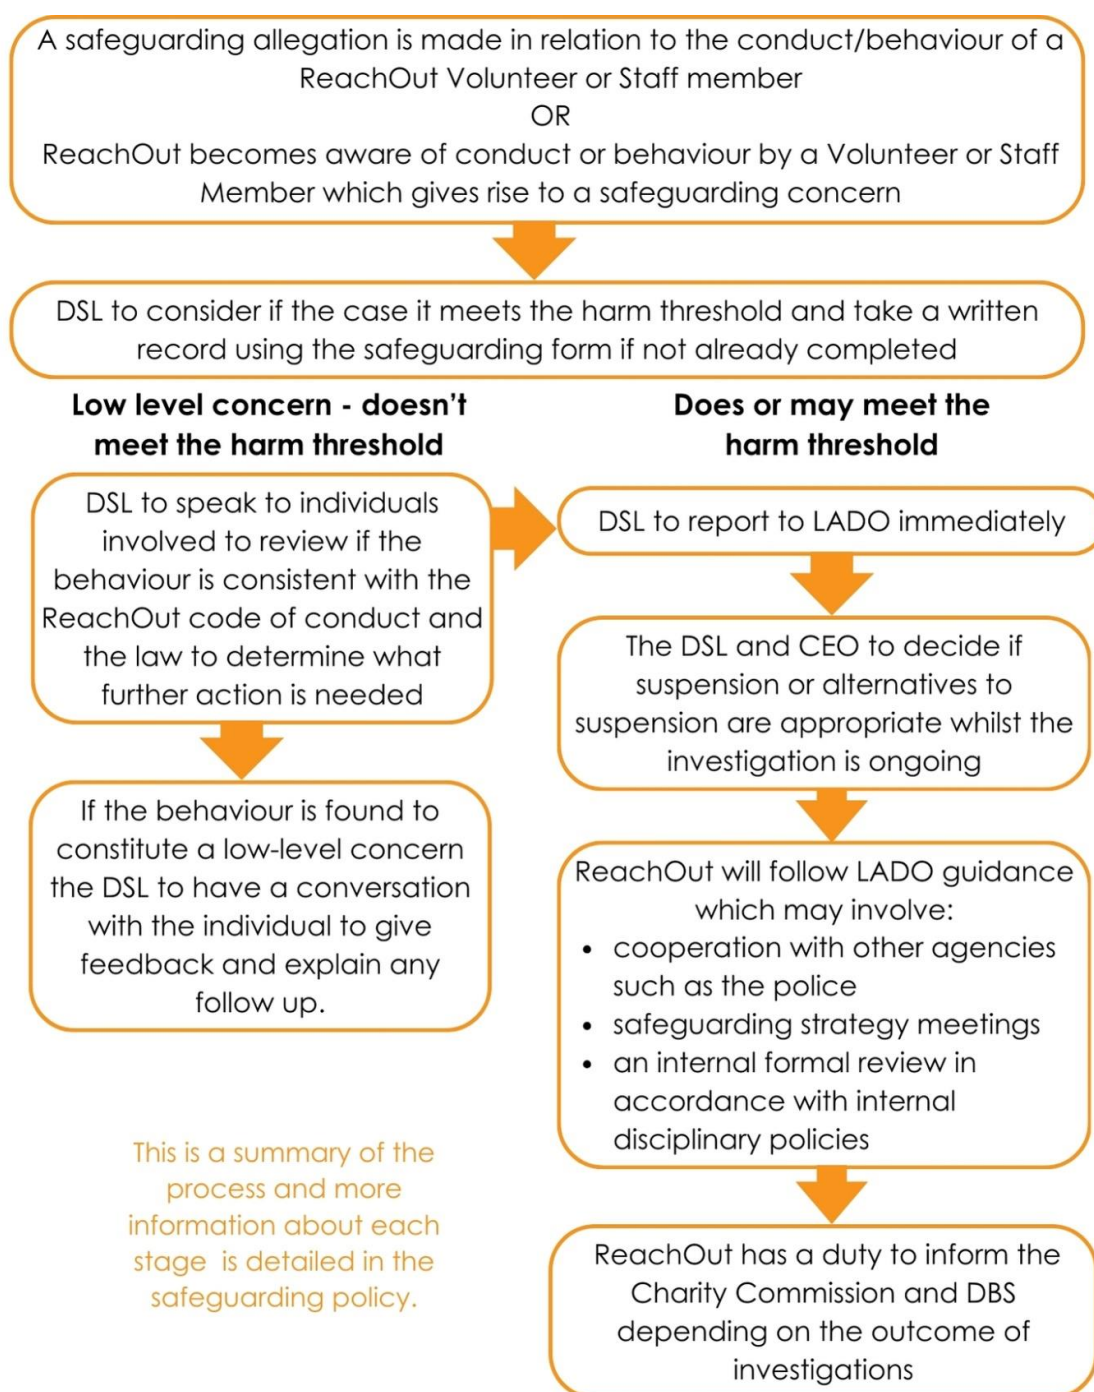 A safeguarding allegation is made in relation to the conduct/behaviour of a
ReachOut Volunteer or Staff member
OR
ReachOut becomes aware of conduct or behaviour by a Volunteer or Staff
Member which gives rise to a safeguarding concern
DSL to consider if the case it meets the harm threshold and take a written
record using the safeguarding form if not already completed
Low level concern - doesn't
meet the harm threshold
DSL to speak to individuals
involved to review if the
behaviour is consistent with the
ReachOut code of conduct and
the law to determine what
further action is needed
If the behaviour is found to
constitute a low-level concern
the DSL to have a conversation
with the individual to give
feedback and explain any
follow up.
This is a summary of the
process and more
information about each
stage is detailed in the
safeguarding policy.
Does or may meet the
harm threshold
DSL to report to LADO immediately
The DSL and CEO to decide if
suspension or alternatives to
suspension are appropriate whilst the
investigation is ongoing
ReachOut will follow LADO guidance
which may involve:
• cooperation with other agencies
such as the police
• safeguarding strategy meetings
• an internal formal review in
accordance with internal
disciplinary policies
ReachOut has a duty to inform the
Charity Commission and DBS
depending on the outcome of
investigations